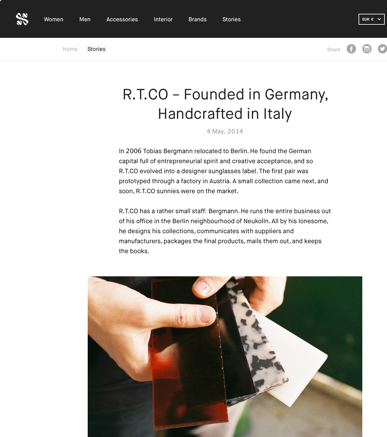 Women Men Accessories Interior Brands Stories EUR €
Home Stories Share
R.T.CO – Founded in Germany,
Handcrafted in Italy
4 May, 2014
In 2006 Tobias Bergmann relocated to Berlin. He found the German
capital full of entrepreneurial spirit and creative acceptance, and so
R.T.CO evolved into a designer sunglasses label. The first pair was
prototyped through a factory in Austria. A small collection came next, and
soon, R.T.CO sunnies were on the market.
R.T.CO has a rather small staff: Bergmann. He runs the entire business out
of his office in the Berlin neighbourhood of Neukolln. All by his lonesome,
he designs his collections, communicates with suppliers and
manufacturers, packages the final products, mails them out, and keeps
the books.